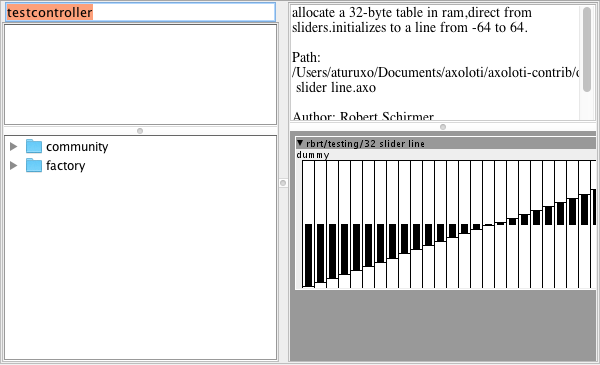 testcontroller
community
factory
allocate a 32-byte table in ram,direct from
sliders.initializes to a line from -64 to 64.
Path:
/Users/aturuxo/Documents/axoloti/axoloti-contrib/
slider line.axo
Author: Robert Schirmer
rbrt/testing/32 slider line
dummy